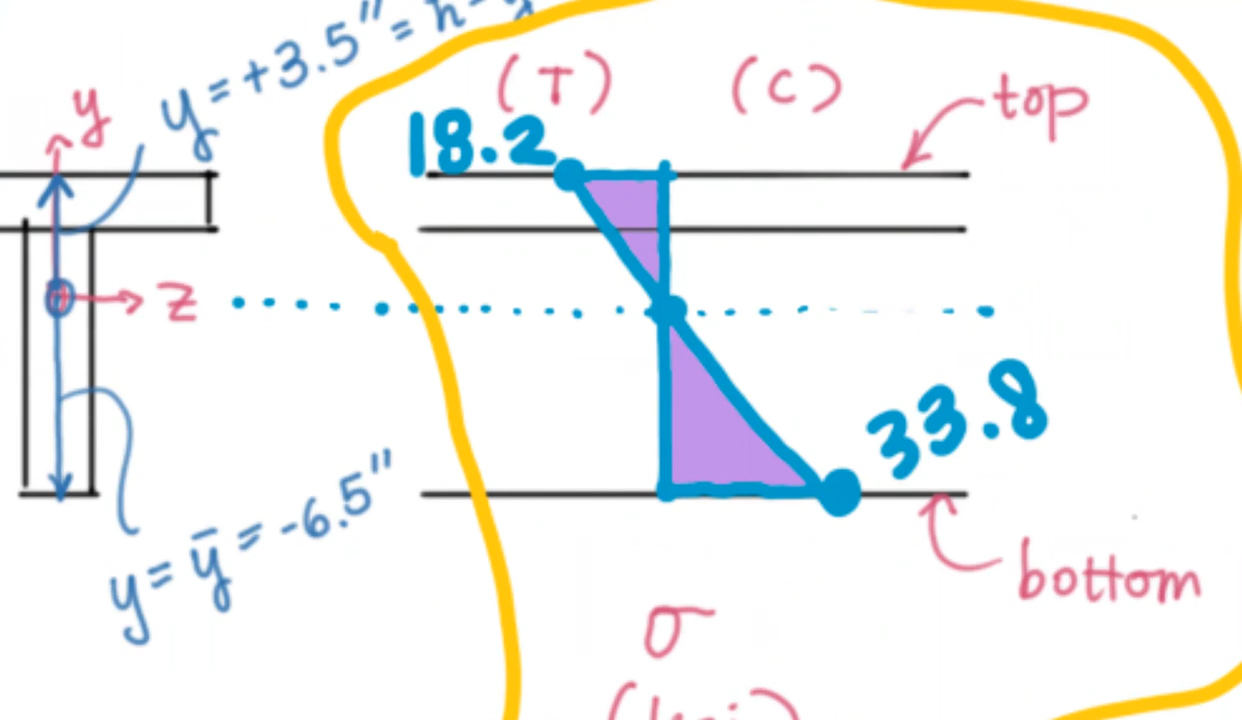 y = +3.5" = h - y
(T) (C)
top
y
18.2
z
33.8
y = ȳ = -6.5"
bottom
σ